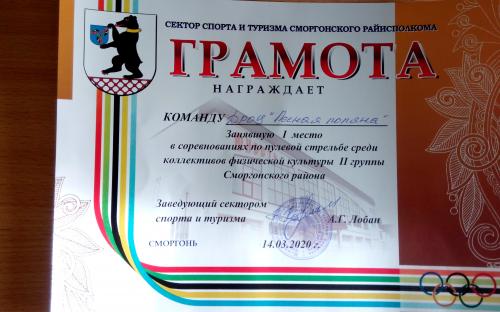 СЕКТОР СПОРТА И ТУРИЗМА СМОРГОНСКОГО РАЙИСПОЛКОМА
ГРАМОТА
НАГРАЖДАЕТ
КОМАНДУ "Лесная поляна"
Занявшую I место
в соревнованиях по пулевой стрельбе среди
коллективов физической культуры II группы
Сморгонского района
Заведующий сектором
спорта и туризма А.Г. Лобан
СМОРГОНЬ 14.03.2020 г.